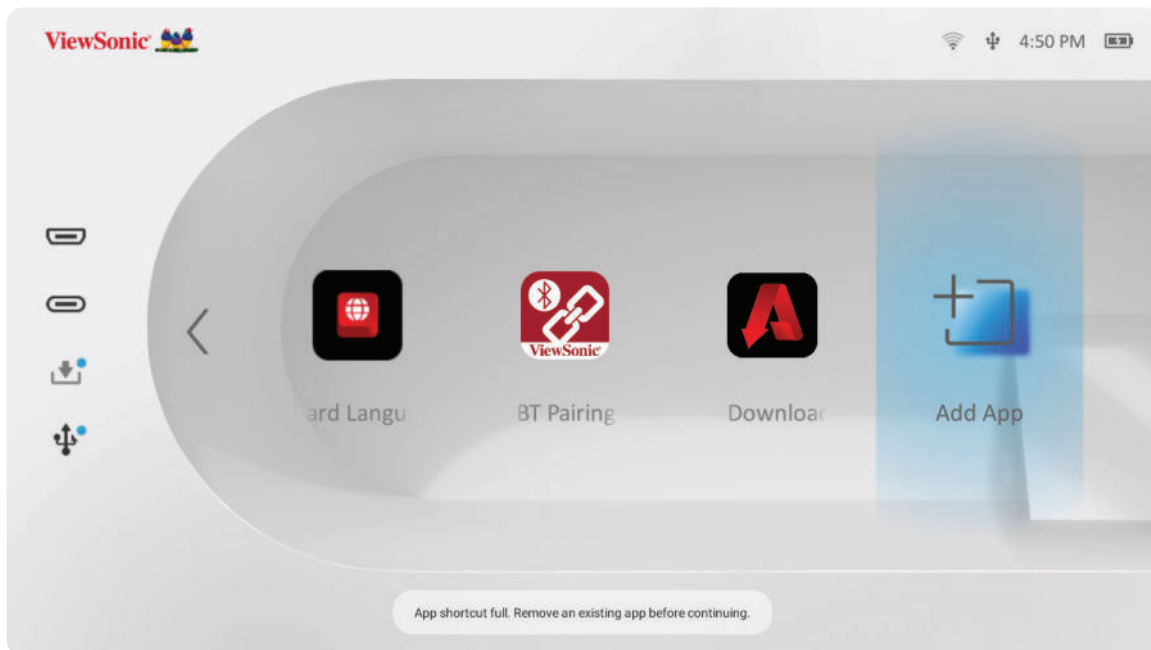 ViewSonic
4:50 PM
ViewSonic
ard Langu
BT Pairing
Downloa
Add App
App shortcut full. Remove an existing app before continuing.